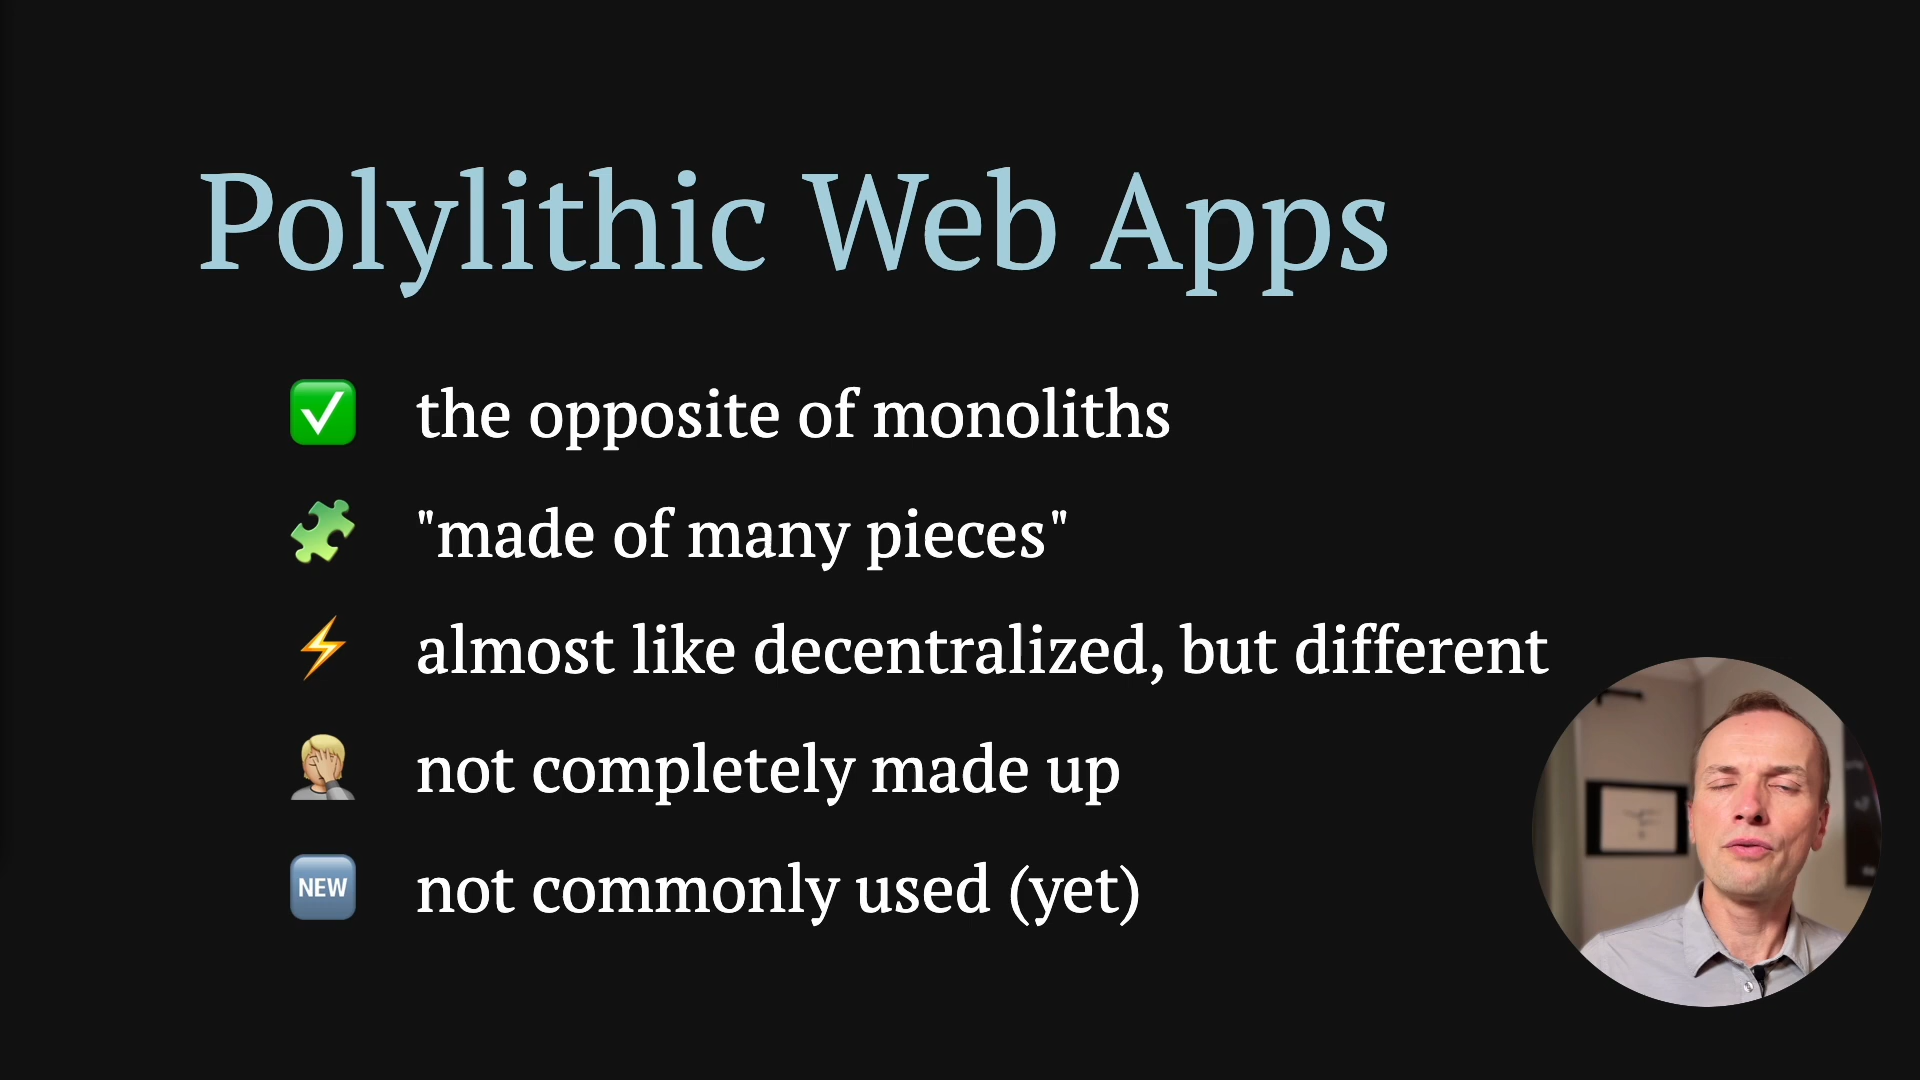 Polylithic Web Apps
the opposite of monoliths
"made of many pieces"
almost like decentralized, but different
not completely made up
NEW not commonly used (yet)